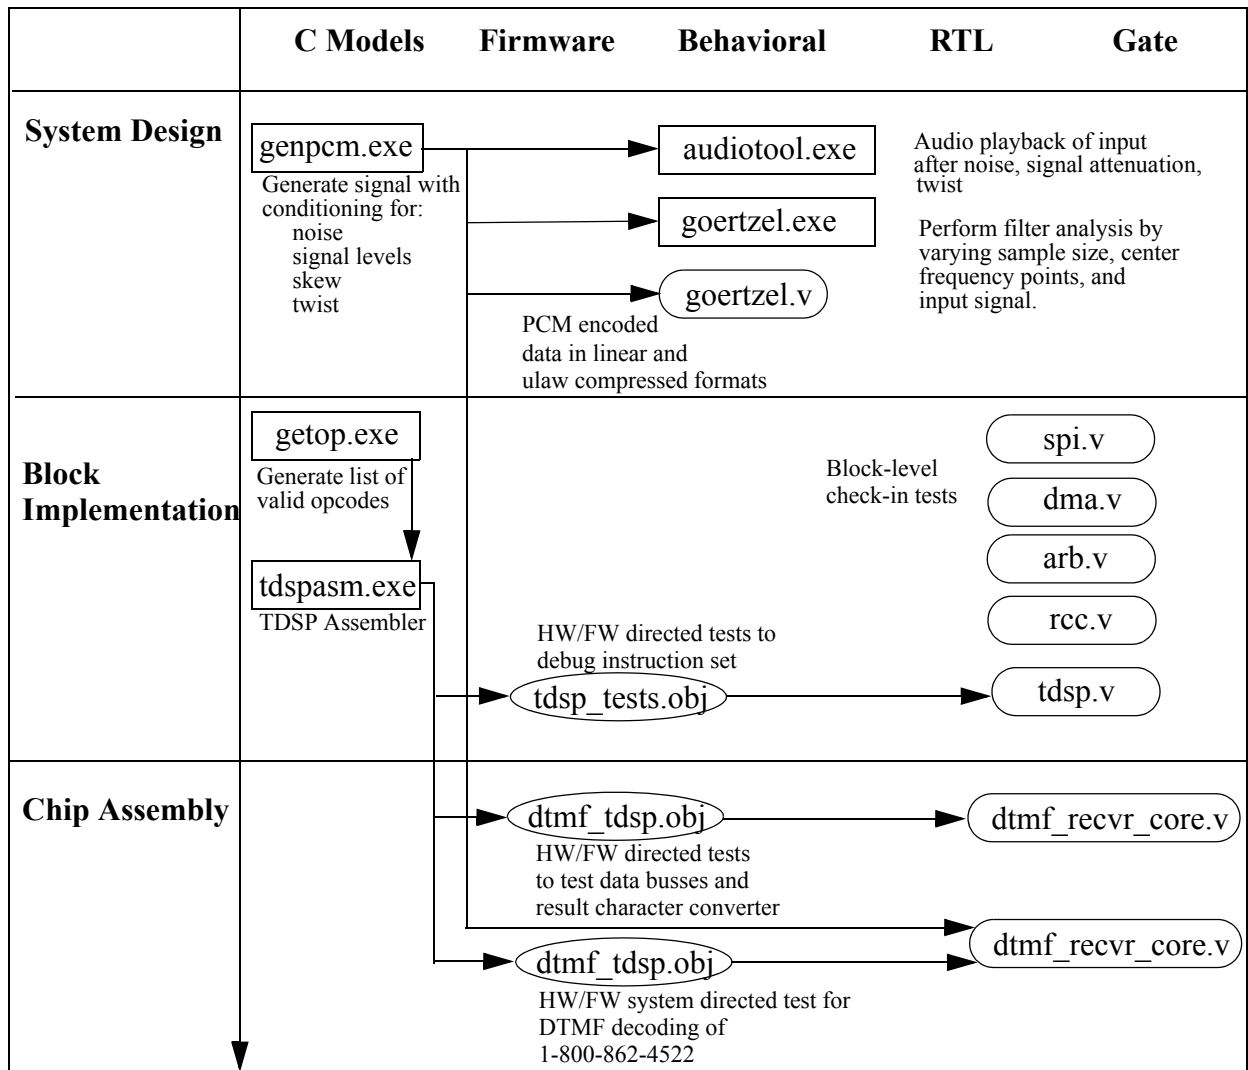 C Models Firmware Behavioral RTL Gate
System Design
genpcm.exe
Generate signal with
conditioning for:
noise
signal levels
skew
twist
audiotool.exe
Audio playback of input
after noise, signal attenuation,
twist
goertzel.exe
Perform filter analysis by
varying sample size, center
frequency points, and
input signal.
goertzel.v
PCM encoded
data in linear and
ulaw compressed formats
Block
Implementation
getop.exe
Generate list of
valid opcodes
tdspasm.exe
TDSP Assembler
Block-level
check-in tests
spi.v
dma.v
arb.v
rcc.v
HW/FW directed tests to
debug instruction set
tdsp_tests.obj
tdsp.v
Chip Assembly
dtmf_tdsp.obj
dtmf_recvr_core.v
HW/FW directed tests
to test data busses and
result character converter
dtmf_tdsp.obj
dtmf_recvr_core.v
HW/FW system directed test for
DTMF decoding of
1-800-862-4522